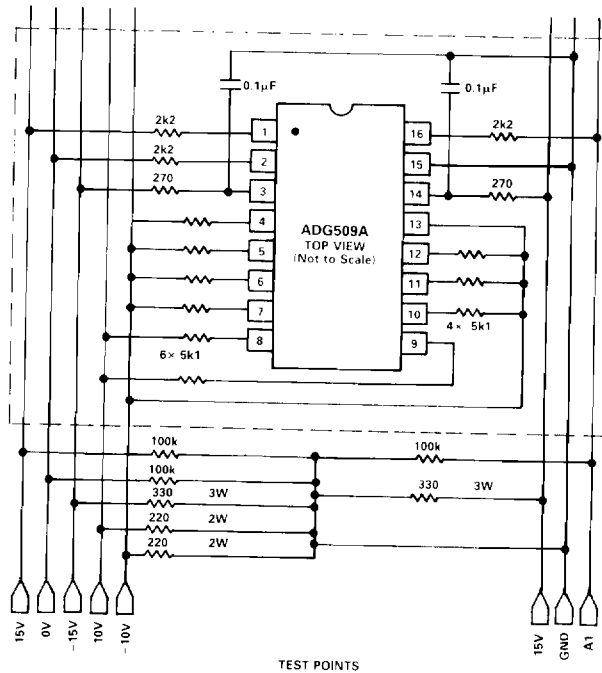 0.1µF
0.1µF
2k2
2k2
2k2
270
270
1
2
3
4
5
6
7
8
16
15
14
13
12
11
10
9
ADG509A
TOP VIEW
(Not to Scale)
6× 5k1
4× 5k1
100k
100k
100k
330 3W
330 3W
220 2W
220 2W
15V
0V
−15V
10V
−10V
15V
GND
A1
TEST POINTS